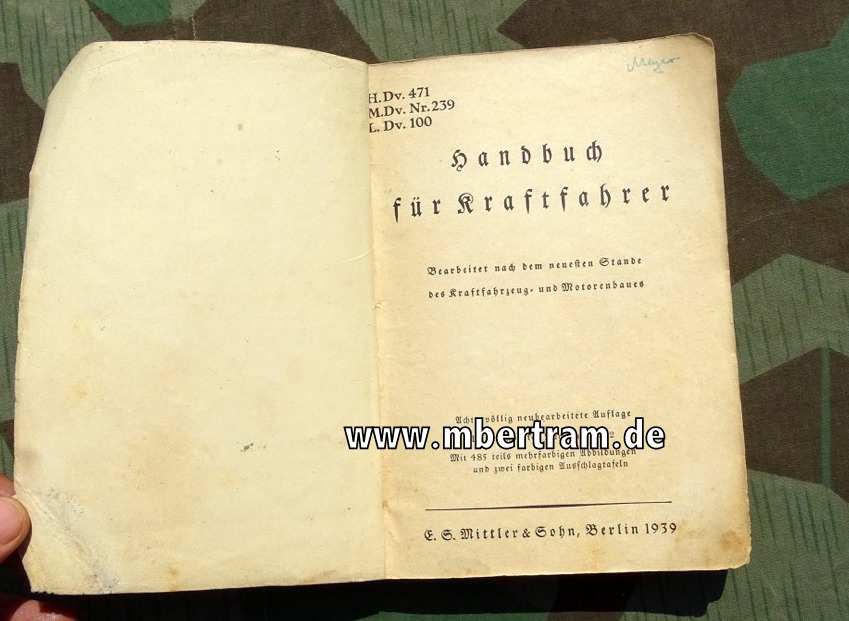 Meyer
H.Dv. 471
M.Dv. Nr. 239
L. Dv. 100
Handbuch
für Kraftfahrer
Bearbeitet nach dem neuesten Stande
des Kraftfahrzeug- und Motorenbaues
Achte völlig neubearbeitete Auflage
www.mbertram.de
Mit 485 teils mehrfarbigen Abbildungen
und zwei farbigen Ausschlagtafeln
E. S. Mittler & Sohn, Berlin 1939